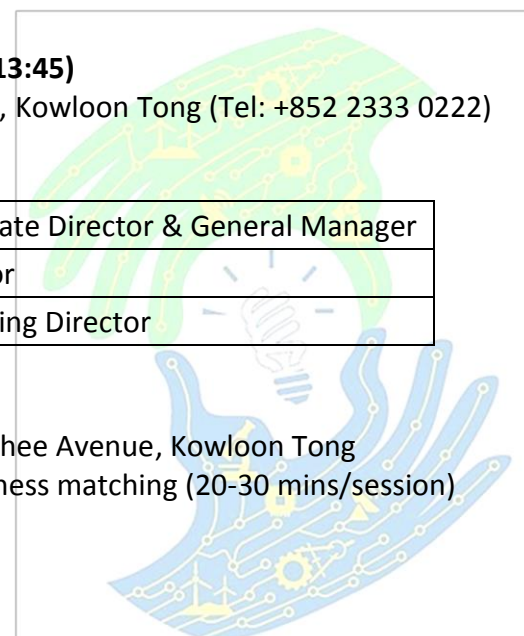 13:45)
, Kowloon Tong (Tel: +852 2333 0222)
ate Director & General Manager
or
ing Director
hee Avenue, Kowloon Tong
ness matching (20-30 mins/session)